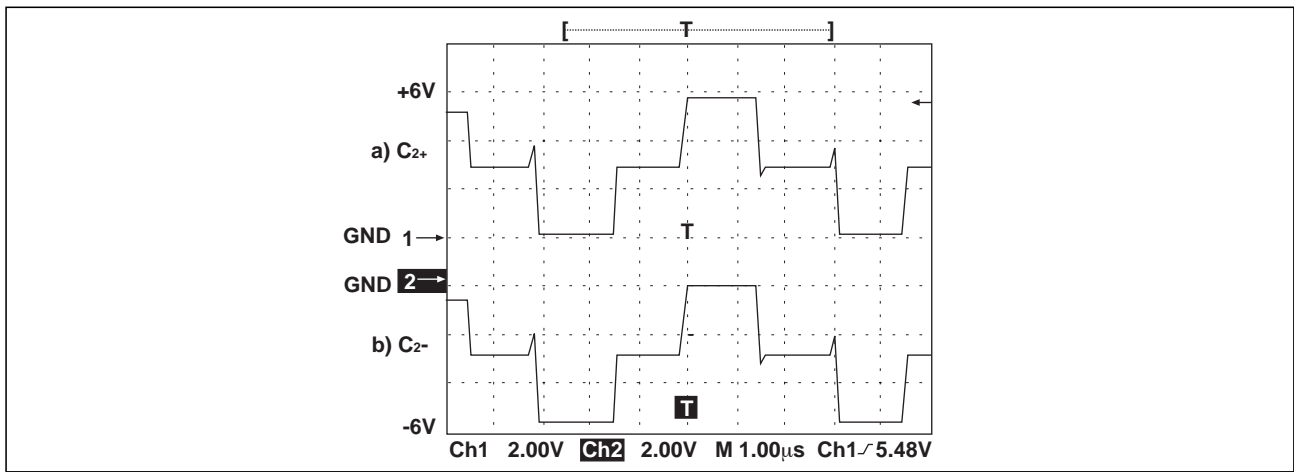 [ T ]
+6V
a) C2+
GND 1
T
GND 2
b) C2-
T
-6V
Ch1 2.00V Ch2 2.00V M 1.00μs Ch1 5.48V